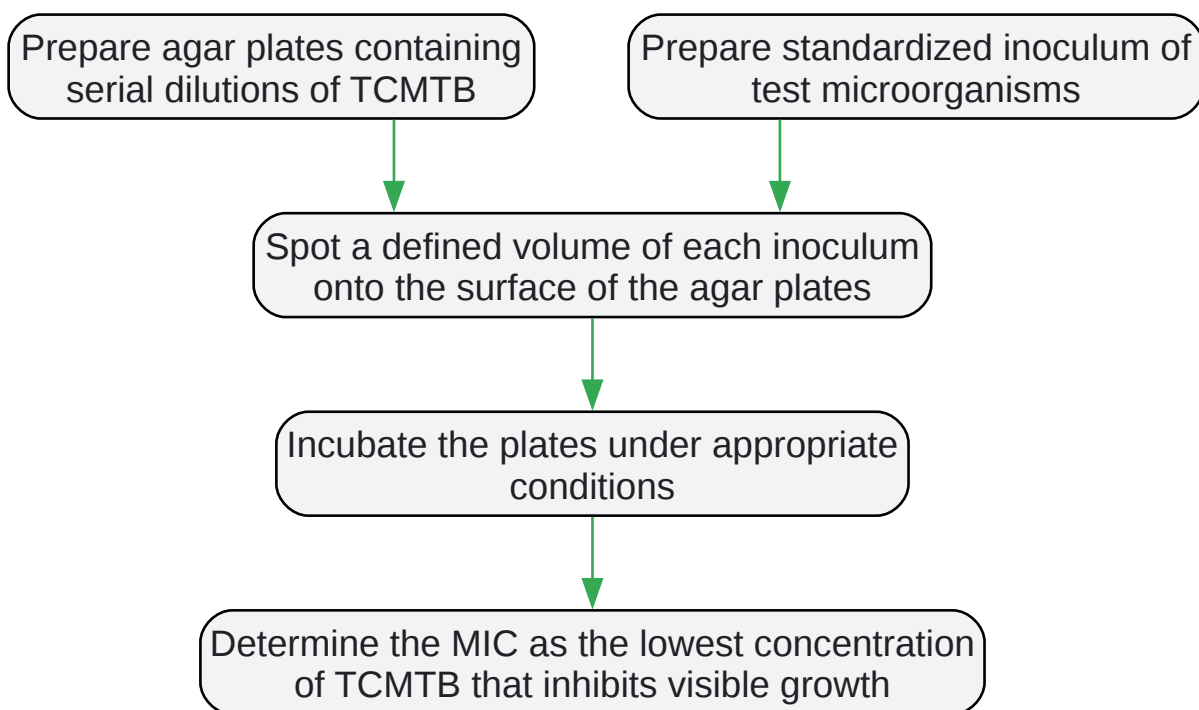 Prepare agar plates containing
serial dilutions of TCMTB
Prepare standardized inoculum of
test microorganisms
Spot a defined volume of each inoculum
onto the surface of the agar plates
Incubate the plates under appropriate
conditions
Determine the MIC as the lowest concentration
of TCMTB that inhibits visible growth